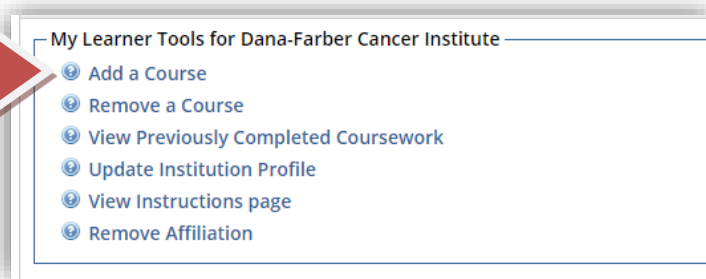 My Learner Tools for Dana-Farber Cancer Institute
Add a Course
Remove a Course
View Previously Completed Coursework
Update Institution Profile
View Instructions page
Remove Affiliation